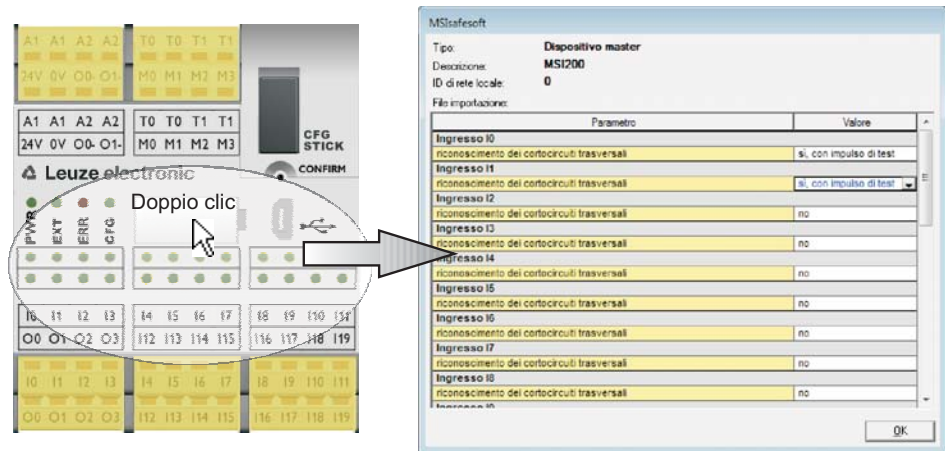 A1 A1 A2 A2 T0 T0 T1 T1
24V 0V O0- O1- M0 M1 M2 M3
A1 A1 A2 A2 T0 T0 T1 T1
24V 0V O0- O1- M0 M1 M2 M3
CFG
STICK
CONFIRM
Leuze electronic
Doppio clic
PWR
EXT
ERR
CFG
I0 I1 I2 I3 I4 I5 I6 I7 I8 I9 I10 I11
O0 O1 O2 O3 I12 I13 I14 I15 I16 I17 I18 I19
I0 I1 I2 I3 I4 I5 I6 I7 I8 I9 I10 I11
O0 O1 O2 O3 I12 I13 I14 I15 I16 I17 I18 I19
MSIsafesoft
Tipo: Dispositivo master
Descrizione: MSI200
ID di rete locale: 0
File importazione:
Parametro Valore
Ingresso I0
riconoscimento dei cortocircuiti trasversali sì, con impulso di test
Ingresso I1
riconoscimento dei cortocircuiti trasversali sì, con impulso di test
Ingresso I2
riconoscimento dei cortocircuiti trasversali no
Ingresso I3
riconoscimento dei cortocircuiti trasversali no
Ingresso I4
riconoscimento dei cortocircuiti trasversali no
Ingresso I5
riconoscimento dei cortocircuiti trasversali no
Ingresso I6
riconoscimento dei cortocircuiti trasversali no
Ingresso I7
riconoscimento dei cortocircuiti trasversali no
Ingresso I8
riconoscimento dei cortocircuiti trasversali no
Ingresso I9
OK